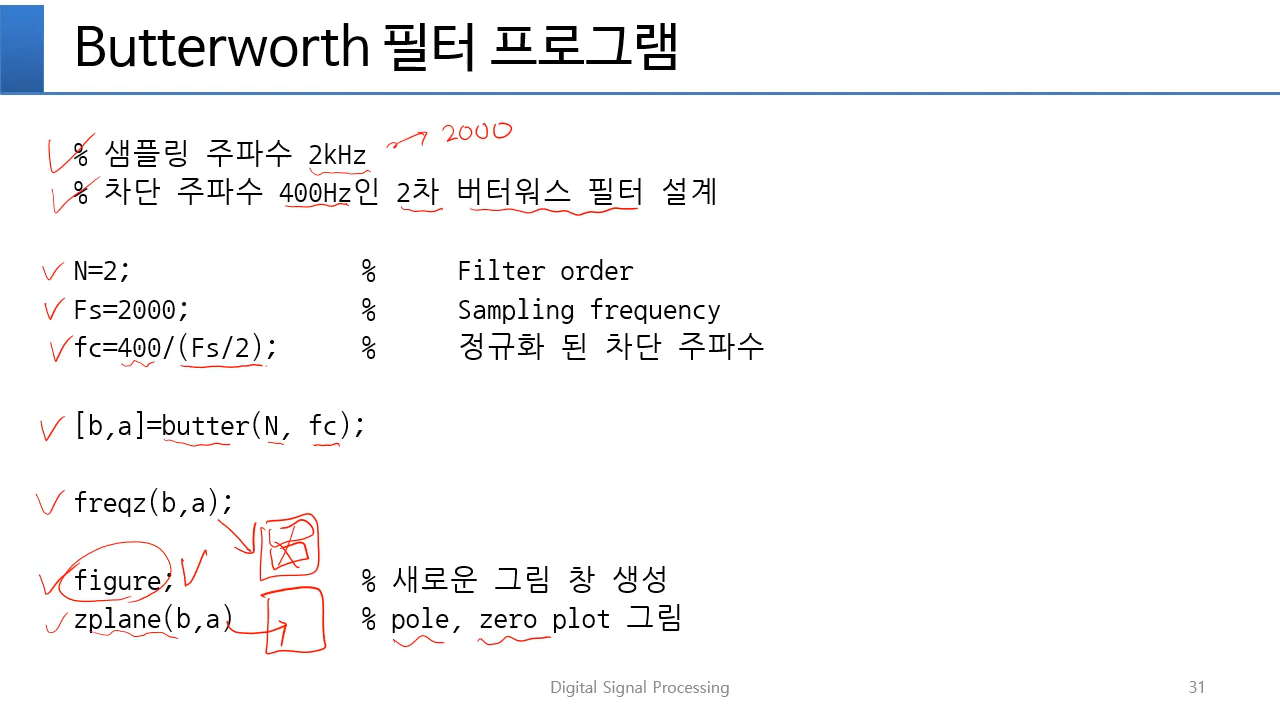 Butterworth 필터 프로그램
% 샘플링 주파수 2kHz 2000
% 차단 주파수 400Hz인 2차 버터워스 필터 설계
N=2; % Filter order
Fs=2000; % Sampling frequency
fc=400/(Fs/2); % 정규화 된 차단 주파수
[b,a]=butter(N, fc);
freqz(b,a);
figure; % 새로운 그림 창 생성
zplane(b,a) % pole, zero plot 그림
Digital Signal Processing 31